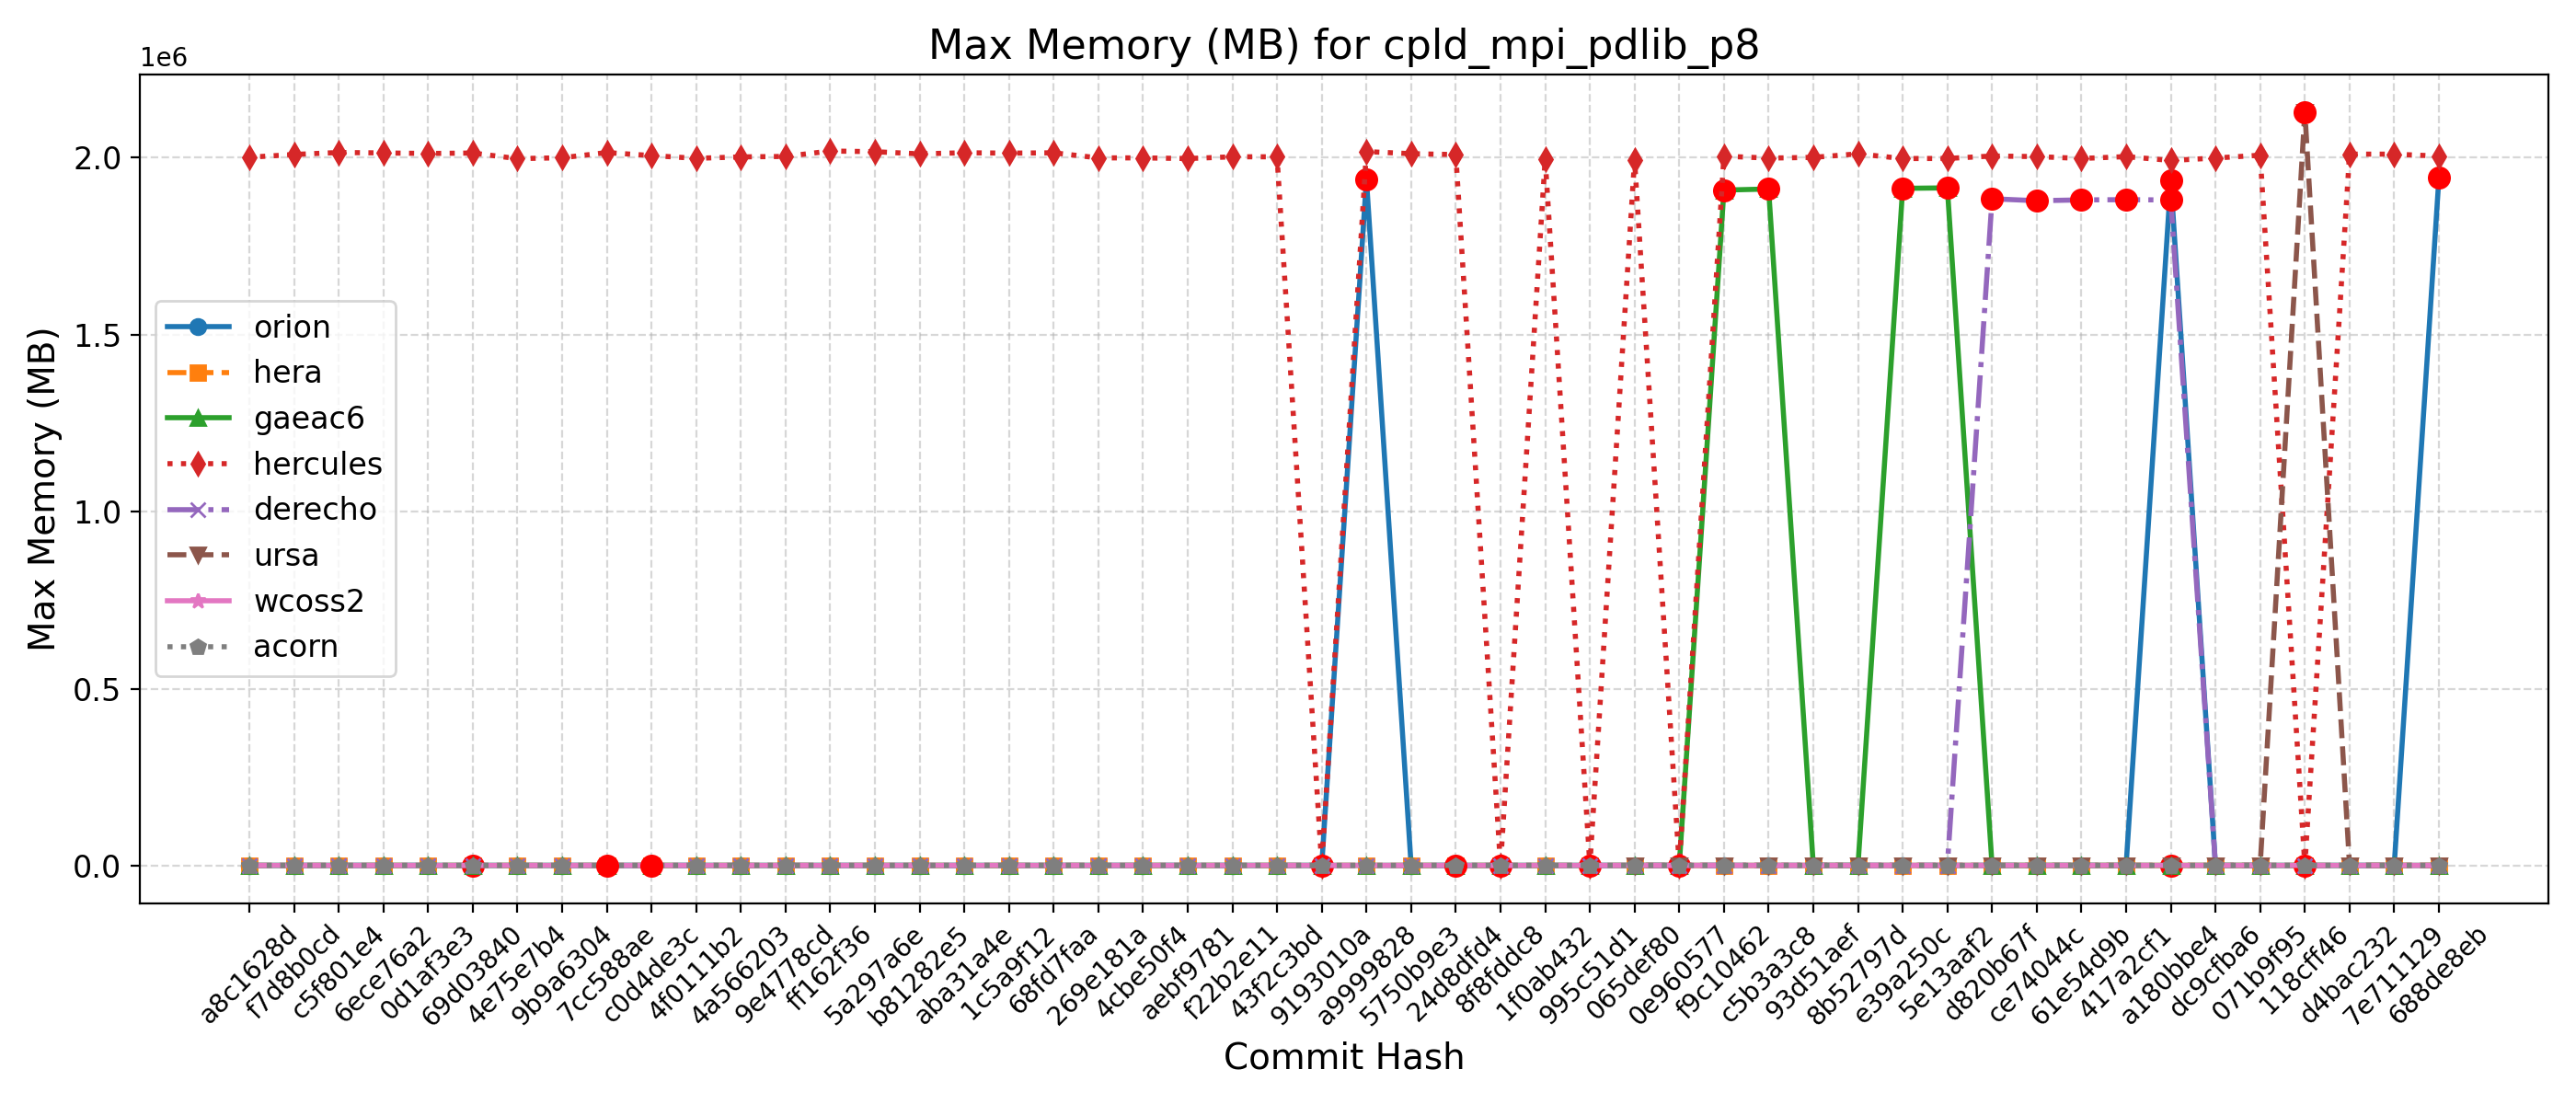 Max Memory (MB) for cpld_mpi_pdlib_p8
1e6
2.0
1.5
1.0
0.5
0.0
Max Memory (MB)
orion
hera
gaeac6
hercules
derecho
ursa
wcoss2
acorn
a8c1628d
f7d8b0cd
c5f801e4
6ece76a2
0d1af3e3
69d03840
4e75e7b4
9b9a6304
7cc588ae
c0d4de3c
4f0111b2
4a566203
9e4778cd
ff162f36
5a297a6e
b81282e5
aba31a4e
1c5a9f12
68fd7faa
269e181a
4cbe50f4
aebf9781
f22b2e11
43f2c3bd
9193010a
a9999828
5750b9e3
24d8dfd4
8f8fddc8
1f0ab432
995c51d1
065def80
0e960577
f9c10462
c5b3a3c8
93d51aef
8b52797d
e39a250c
5e13aaf2
d820b67f
ce74044c
61e54d9b
417a2cf1
a180bbe4
dc9cfba6
071b9f95
118cff46
d4bac232
7e711129
688de8eb
Commit Hash